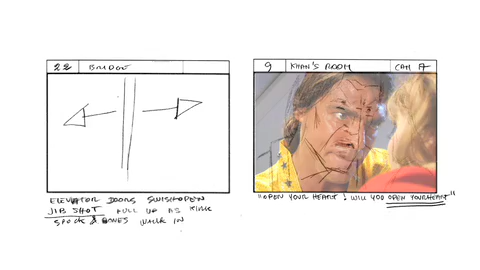 22 BRIDGE
ELEVATOR DOORS SWISH OPEN
JIB SHOT PULL UP AS KIRK
SPOCK & BONES WALK IN
9 KHAN'S ROOM CAM A
"OPEN YOUR HEART! WILL YOU OPEN YOUR HEART"